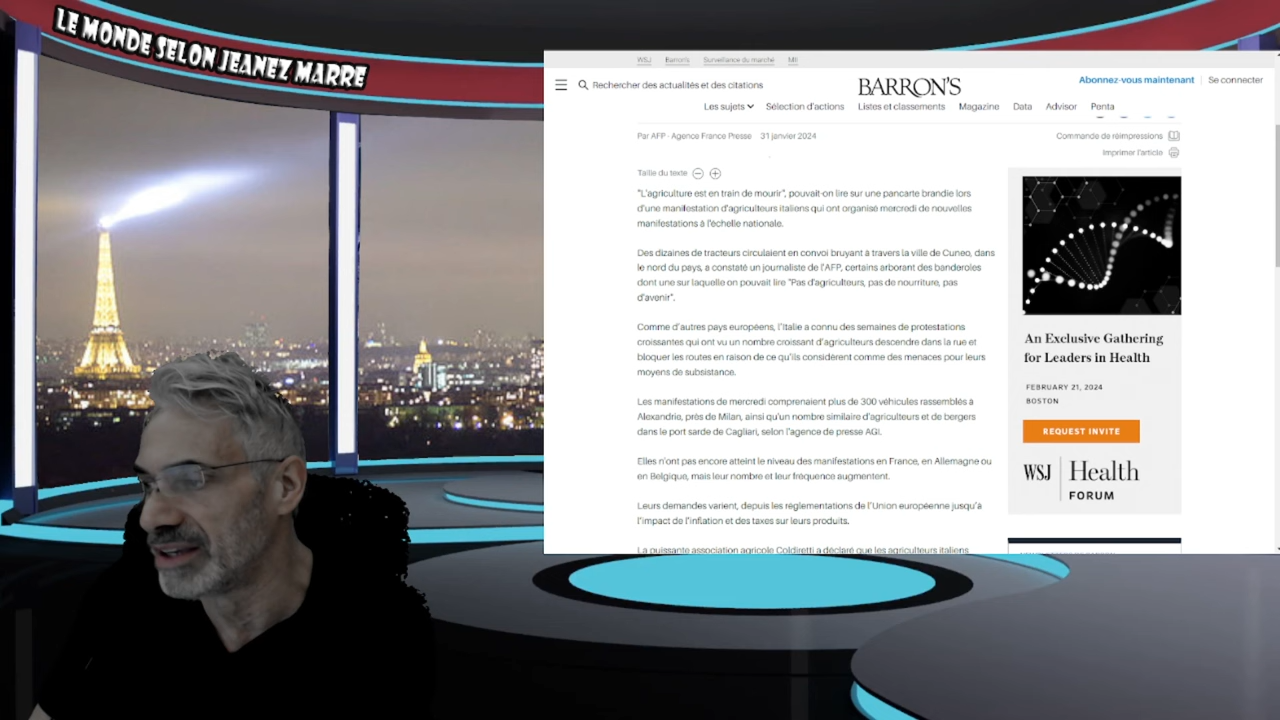 LE MONDE SELON JEANEZ MARRE
WSJ Barron's Surveillance du marché
Rechercher des actualités et des citations
BARRON'S
Abonnez-vous maintenant Se connecter
Les sujets Sélection d'actions Listes et classements Magazine Data Advisor Penta
Par AFP - Agence France Presse 31 janvier 2024
Commande de réimpressions
Imprimer l'article
Taille du texte
"L'agriculture est en train de mourir", pouvait-on lire sur une pancarte brandie lors
d'une manifestation d'agriculteurs italiens qui ont organisé mercredi de nouvelles
manifestations à l'échelle nationale.
Des dizaines de tracteurs circulaient en convoi bruyant à travers la ville de Cuneo, dans
le nord du pays, a constaté un journaliste de l'AFP, certains arborant des banderoles
dont une sur laquelle on pouvait lire "Pas d'agriculteurs, pas de nourriture, pas
d'avenir".
Comme d'autres pays européens, l'Italie a connu des semaines de protestations
croissantes qui ont vu un nombre croissant d'agriculteurs descendre dans la rue et
bloquer les routes en raison de ce qu'ils considèrent comme des menaces pour leurs
moyens de subsistance.
Les manifestations de mercredi comprenaient plus de 300 véhicules rassemblés à
Alexandrie, près de Milan, ainsi qu'un nombre similaire d'agriculteurs et de bergers
dans le port sarde de Cagliari, selon l'agence de presse AGI.
Elles n'ont pas encore atteint le niveau des manifestations en France, en Allemagne ou
en Belgique, mais leur nombre et leur fréquence augmentent.
Leurs demandes varient, depuis les réglementations de l'Union européenne jusqu'à
l'impact de l'inflation et des taxes sur leurs produits.
La puissante association agricole Coldiretti a déclaré que les agriculteurs italiens
An Exclusive Gathering
for Leaders in Health
FEBRUARY 21, 2024
BOSTON
REQUEST INVITE
WSJ Health
FORUM